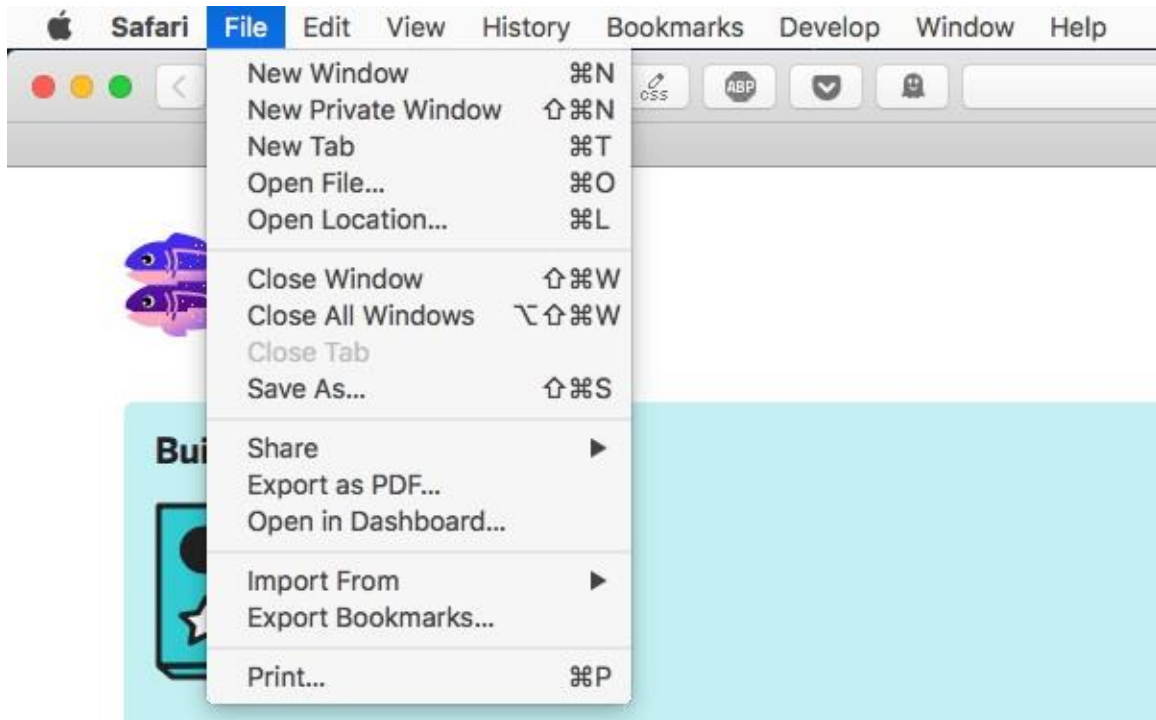 Safari File Edit View History Bookmarks Develop Window Help
New Window ⌘N
css ABP
New Private Window ⇧⌘N
New Tab ⌘T
Open File... ⌘O
Open Location... ⌘L
Close Window ⇧⌘W
Close All Windows ⌥⇧⌘W
Close Tab
Save As... ⇧⌘S
Bui
Share ▶
Export as PDF...
Open in Dashboard...
Import From ▶
Export Bookmarks...
Print... ⌘P